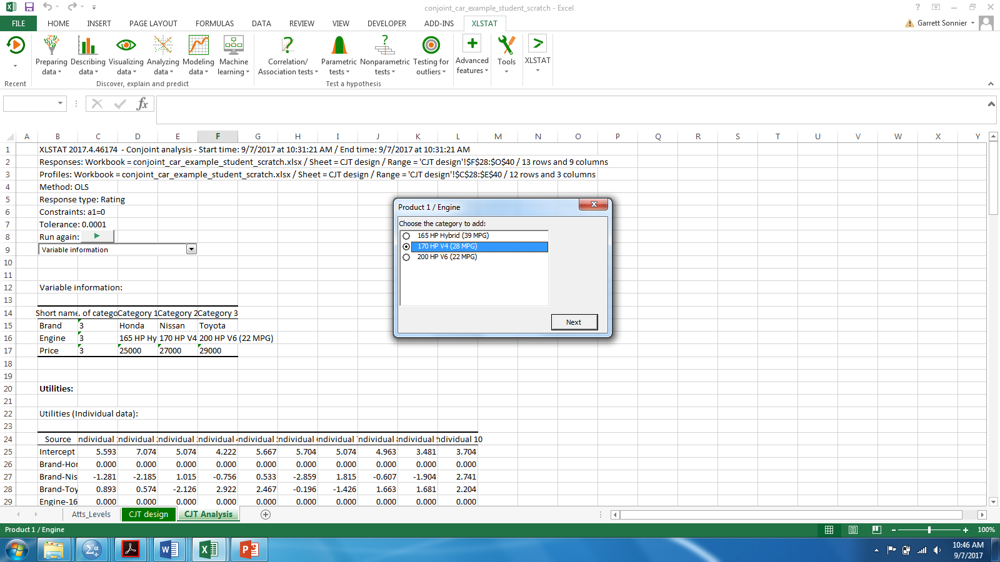 conjoint_car_example_student_scratch - Excel
FILE HOME INSERT PAGE LAYOUT FORMULAS DATA REVIEW VIEW DEVELOPER ADD-INS XLSTAT Garrett Sonnier
Preparing data Describing data Visualizing data Analyzing data Modeling data Machine learning Correlation/ Association tests Parametric tests Nonparametric tests Testing for outliers Advanced features Tools XLSTAT
Recent Discover, explain and predict Test a hypothesis
fx
A B C D E F G H I J K L M N O P Q R S T U V W X Y
1 XLSTAT 2017.4.46174 - Conjoint analysis - Start time: 9/7/2017 at 10:31:21 AM / End time: 9/7/2017 at 10:31:21 AM
2 Responses: Workbook = conjoint_car_example_student_scratch.xlsx / Sheet = CJT design / Range = 'CJT design'!$F$28:$O$40 / 13 rows and 9 columns
3 Profiles: Workbook = conjoint_car_example_student_scratch.xlsx / Sheet = CJT design / Range = 'CJT design'!$C$28:$E$40 / 12 rows and 3 columns
4 Method: OLS
5 Response type: Rating
6 Constraints: a1=0
7 Tolerance: 0.0001
8 Run again:
9 Variable information
10
11
12 Variable information:
13
14 Short name . of catego Category 1 Category 2 Category 3
15 Brand 3 Honda Nissan Toyota
16 Engine 3 165 HP Hy 170 HP V4 200 HP V6 (22 MPG)
17 Price 3 25000 27000 29000
18
19
20 Utilities:
21
22 Utilities (Individual data):
23
24 Source ndividual ndividual ndividual ndividual ndividual ndividual ndividual ndividual ndividual ndividual 10
25 Intercept 5.593 7.074 5.074 4.222 5.667 5.704 5.074 4.963 3.481 3.704
26 Brand-Hor 0.000 0.000 0.000 0.000 0.000 0.000 0.000 0.000 0.000 0.000
27 Brand-Nis -1.281 -2.185 1.015 -0.756 0.533 -2.859 1.815 -0.607 -1.904 2.741
28 Brand-Toy 0.893 0.574 -2.126 2.922 2.467 -0.196 -1.426 1.663 1.681 2.204
29 Engine-16 0.000 0.000 0.000 0.000 0.000 0.000 0.000 0.000 0.000 0.000
Product 1 / Engine
Choose the category to add:
165 HP Hybrid (39 MPG)
170 HP V4 (28 MPG)
200 HP V6 (22 MPG)
Next
Atts_Levels CJT design CJT Analysis
Product 1 / Engine 100%
10:46 AM
9/7/2017